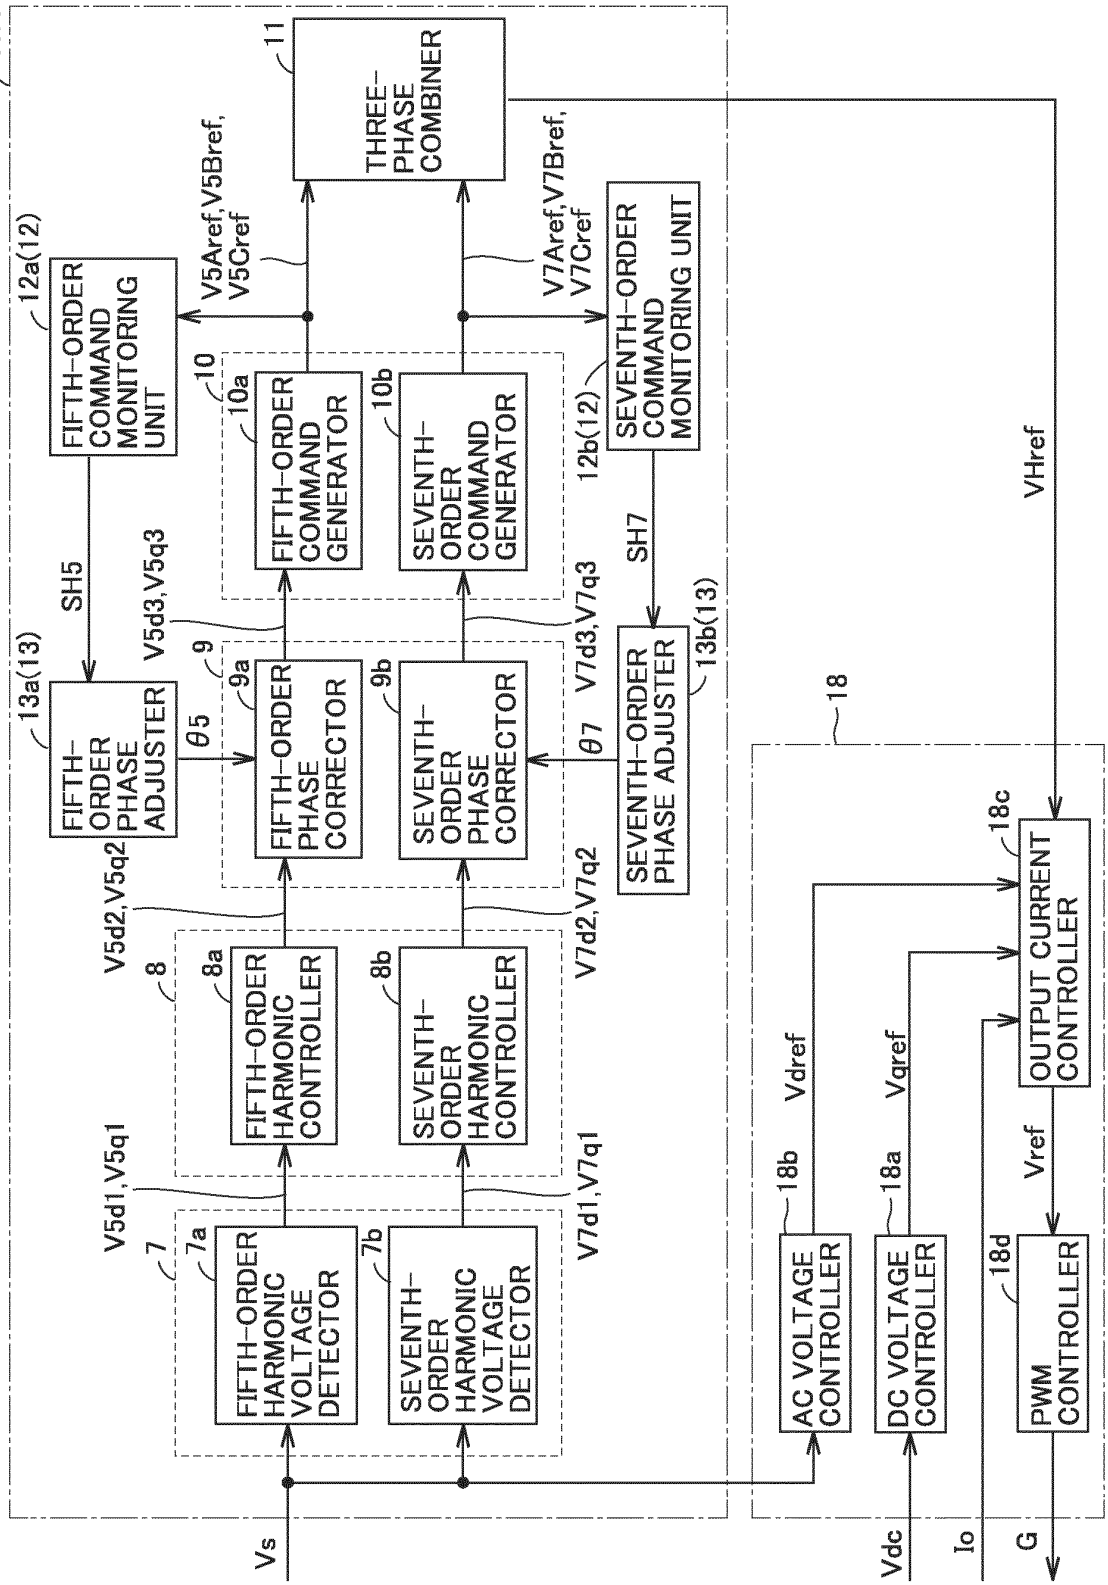 Vs
7
7a
FIFTH-ORDER
HARMONIC
VOLTAGE
DETECTOR
7b
SEVENTH-
ORDER
HARMONIC
VOLTAGE
DETECTOR
V5d1,V5q1
V7d1,V7q1
8
8a
FIFTH-ORDER
HARMONIC
CONTROLLER
8b
SEVENTH-
ORDER
HARMONIC
CONTROLLER
V5d2,V5q2
V7d2,V7q2
13a(13)
FIFTH-
ORDER
PHASE
ADJUSTER
θ5
9
9a
FIFTH-ORDER
PHASE
CORRECTOR
9b
SEVENTH-
ORDER
PHASE
CORRECTOR
θ7
SEVENTH-ORDER
PHASE ADJUSTER
13b(13)
SH5
V5d3,V5q3
V7d3,V7q3
SH7
12a(12)
FIFTH-ORDER
COMMAND
MONITORING
UNIT
10
10a
FIFTH-ORDER
COMMAND
GENERATOR
10b
SEVENTH-
ORDER
COMMAND
GENERATOR
12b(12)
SEVENTH-ORDER
COMMAND
MONITORING UNIT
V5Aref,V5Bref,
V5Cref
V7Aref,V7Bref,
V7Cref
11
THREE-
PHASE
COMBINER
VHref
18
Vdc
Io
G
18b
AC VOLTAGE
CONTROLLER
18a
DC VOLTAGE
CONTROLLER
18d
PWM
CONTROLLER
Vdref
Vqref
Vref
18c
OUTPUT CURRENT
CONTROLLER